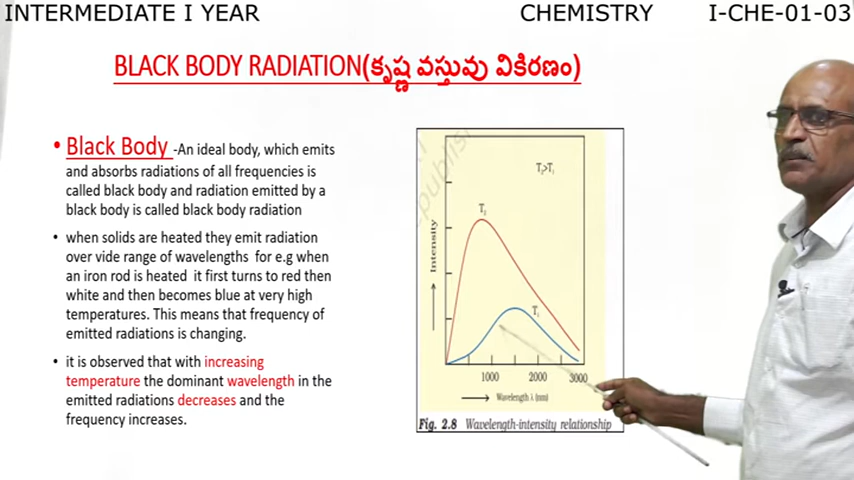 INTERMEDIATE I YEAR CHEMISTRY I-CHE-01-03
BLACK BODY RADIATION(కృష్ణ వస్తువు వికిరణం)
• Black Body -An ideal body, which emits
and absorbs radiations of all frequencies is
called black body and radiation emitted by a
black body is called black body radiation
• when solids are heated they emit radiation
over vide range of wavelengths for e.g when
an iron rod is heated it first turns to red then
white and then becomes blue at very high
temperatures. This means that frequency of
emitted radiations is changing.
• it is observed that with increasing
temperature the dominant wavelength in the
emitted radiations decreases and the
frequency increases.
T₂>T₁
T₂
Intensity
T₁
1000 2000 3000
Wavelength λ (nm)
Fig. 2.8 Wavelength-intensity relationship